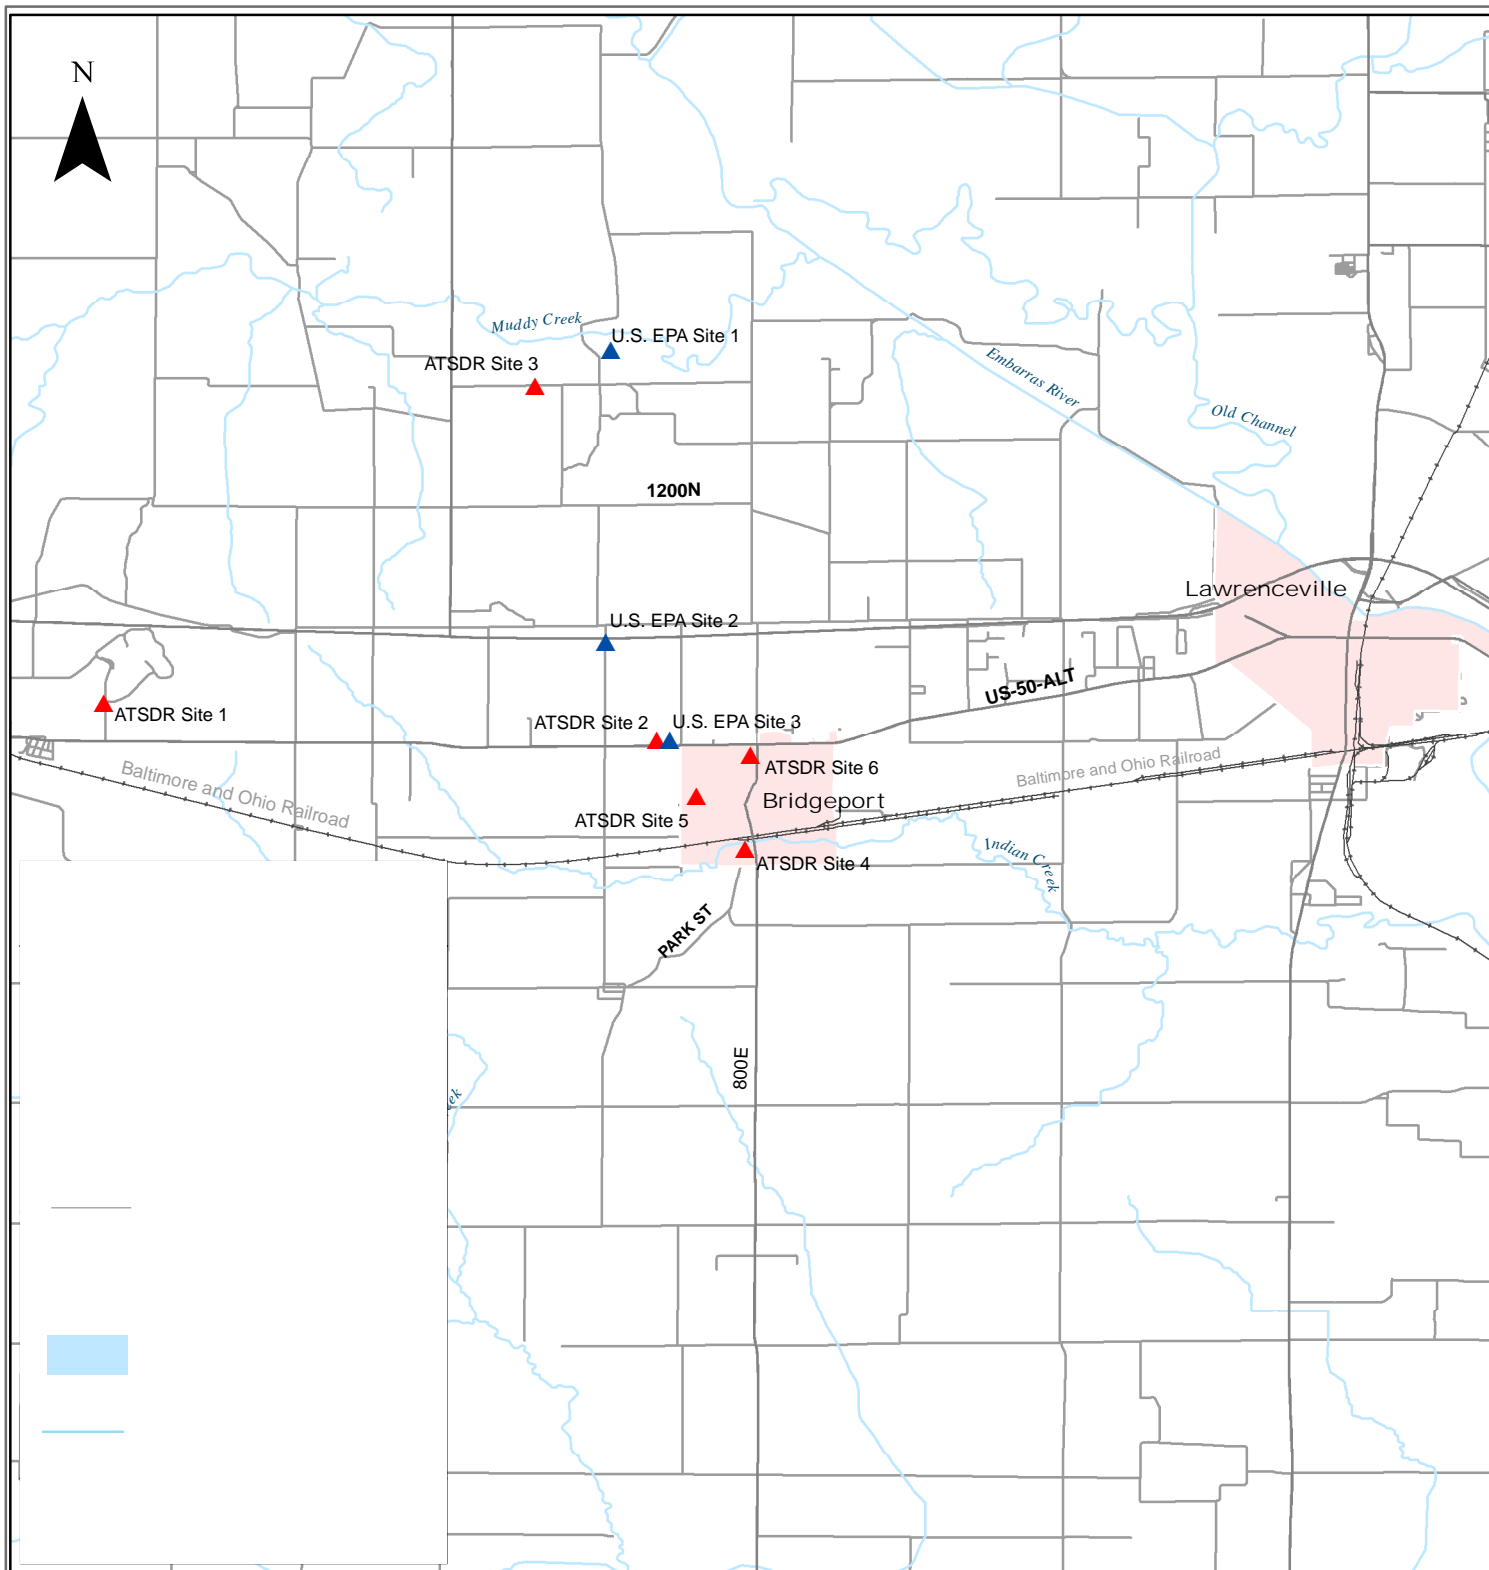 N
Muddy Creek
U.S. EPA Site 1
ATSDR Site 3
Embarras River
Old Channel
1200N
Lawrenceville
U.S. EPA Site 2
US-50-ALT
ATSDR Site 1
ATSDR Site 2
U.S. EPA Site 3
Baltimore and Ohio Railroad
ATSDR Site 6
Baltimore and Ohio Railroad
Bridgeport
ATSDR Site 5
ATSDR Site 4
Indian Creek
PARK ST
800E
ek